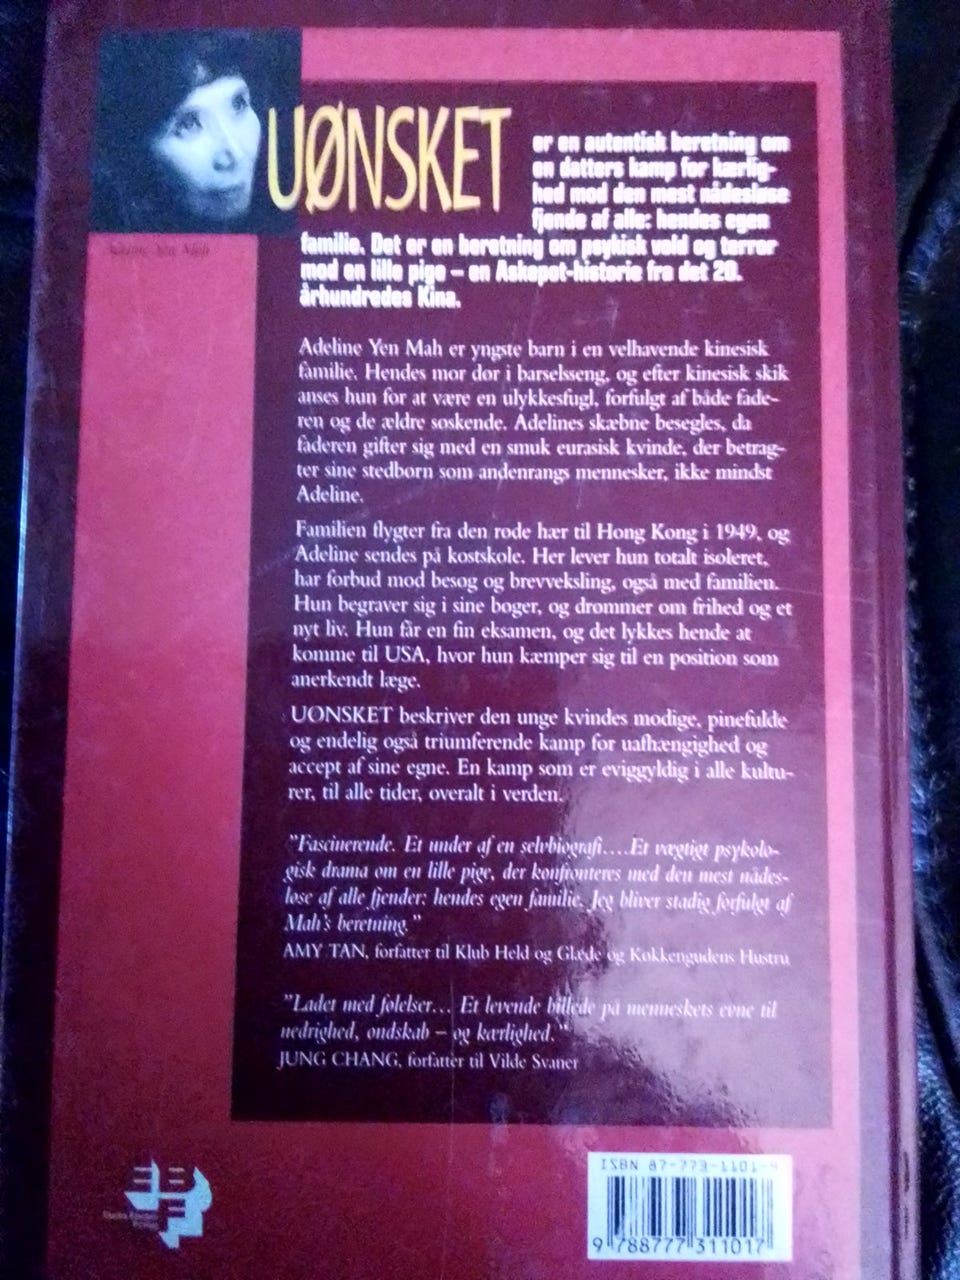 UØNSKET
er en autentisk beretning om
en datters kamp for kærlig-
hed mod den mest nådesløse
fjende af alle: hendes egen
familie. Det er en beretning om psykisk vold og terror
mod en lille pige – en Askepot-historie fra det 20.
århundredes Kina.
Adeline Yen Mah
Adeline Yen Mah er yngste barn i en velhavende kinesisk
familie. Hendes mor dør i barselsseng, og efter kinesisk skik
anses hun for at være en ulykkesfugl, forfulgt af både fade-
ren og de ældre søskende. Adelines skæbne besegles, da
faderen gifter sig med en smuk eurasisk kvinde, der betrag-
ter sine stedbørn som andenrangs mennesker, ikke mindst
Adeline.
Familien flygter fra den røde hær til Hong Kong i 1949, og
Adeline sendes på kostskole. Her lever hun totalt isoleret,
har forbud mod besøg og brevveksling, også med familien.
Hun begraver sig i sine bøger, og drømmer om frihed og et
nyt liv. Hun får en fin eksamen, og det lykkes hende at
komme til USA, hvor hun kæmper sig til en position som
anerkendt læge.
UØNSKET beskriver den unge kvindes modige, pinefulde
og endelig også triumferende kamp for uafhængighed og
accept af sine egne. En kamp som er eviggyldig i alle kultu-
rer, til alle tider, overalt i verden.
"Fascinerende. Et under af en selvbiografi....Et vægtigt psykolo-
gisk drama om en lille pige, der konfronteres med den mest nådes-
løse af alle fjender: hendes egen familie. Jeg bliver stadig forfulgt af
Mah's beretning."
AMY TAN, forfatter til Klub Held og Glæde og Køkkengudens Hustru
"Ladet med følelser... Et levende billede på menneskets evne til
nedrighed, ondskab – og kærlighed."
JUNG CHANG, forfatter til Vilde Svaner
ISBN 87-773-1101-
9 788777 311017